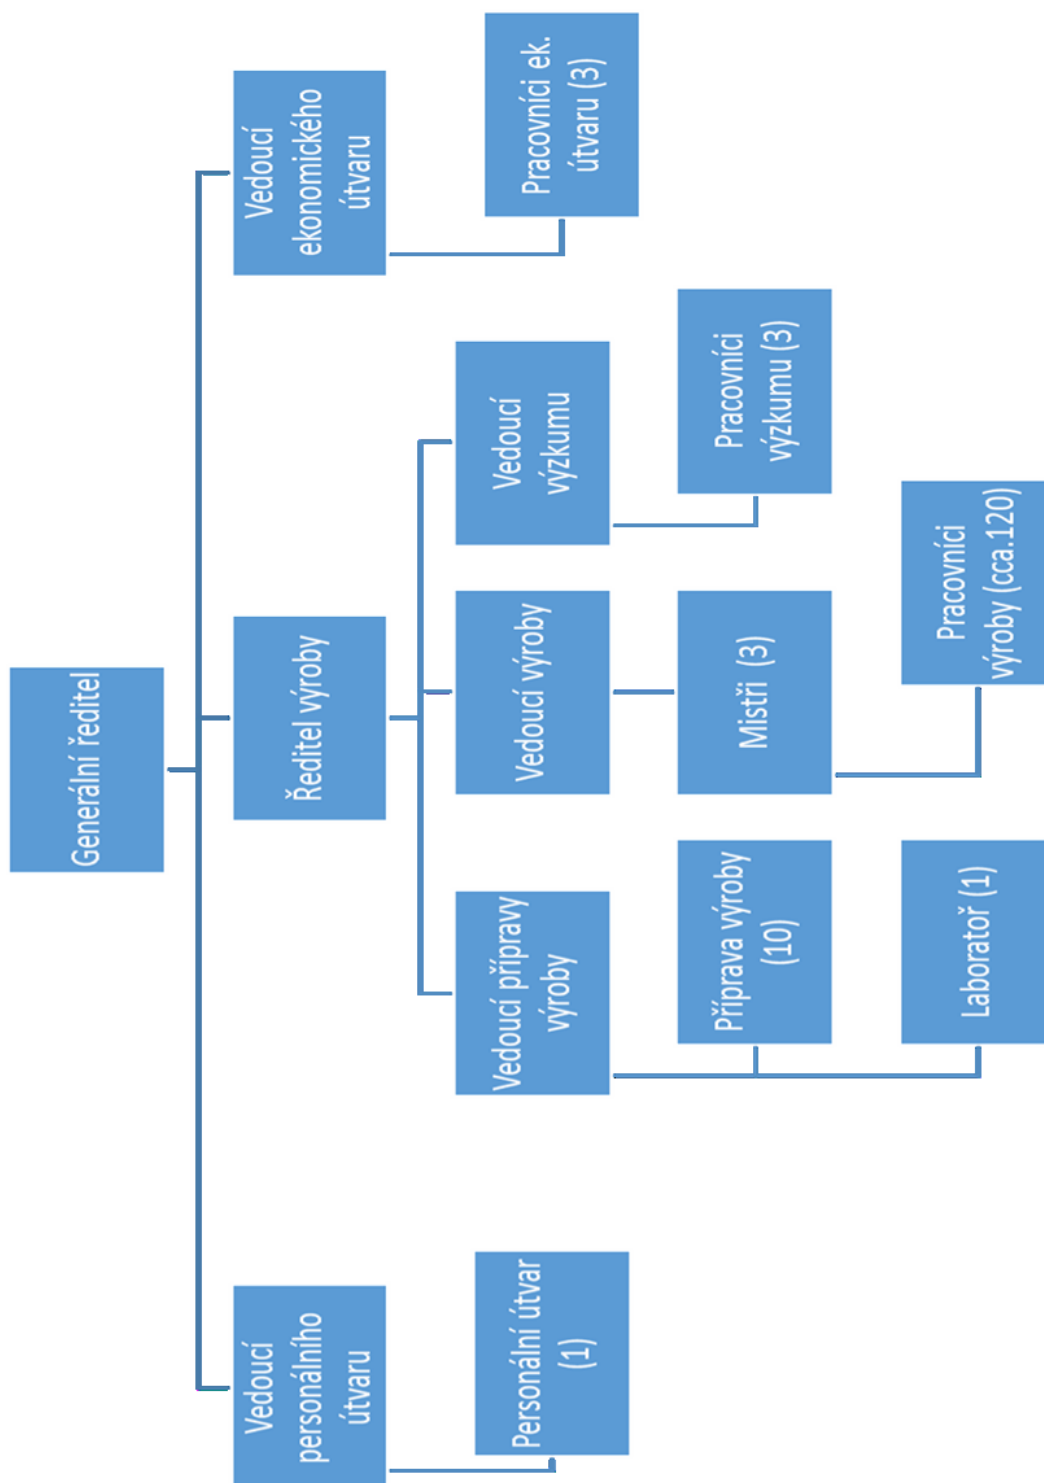 Generální ředitel
Vedoucí
personálního
útvaru
Ředitel výroby
Vedoucí
ekonomického
útvaru
Personální útvar
(1)
Vedoucí přípravy
výroby
Vedoucí výroby
Vedoucí
výzkumu
Pracovníci ek.
útvaru (3)
Příprava výroby
(10)
Mistři (3)
Pracovníci
výzkumu (3)
Laboratoř (1)
Pracovníci
výroby (cca.120)